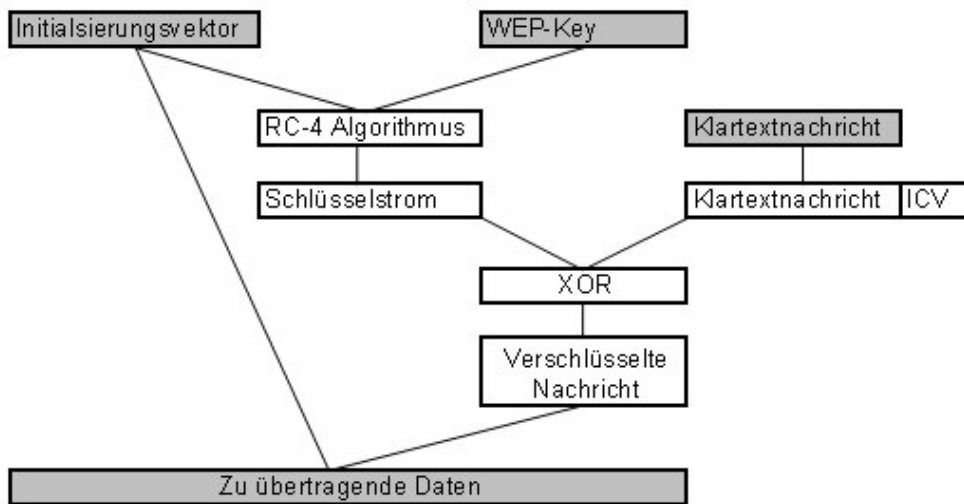 Initialsierungsvektor
WEP-Key
RC-4 Algorithmus
Klartextnachricht
Schlüsselstrom
Klartextnachricht
ICV
XOR
Verschlüsselte
Nachricht
Zu übertragende Daten